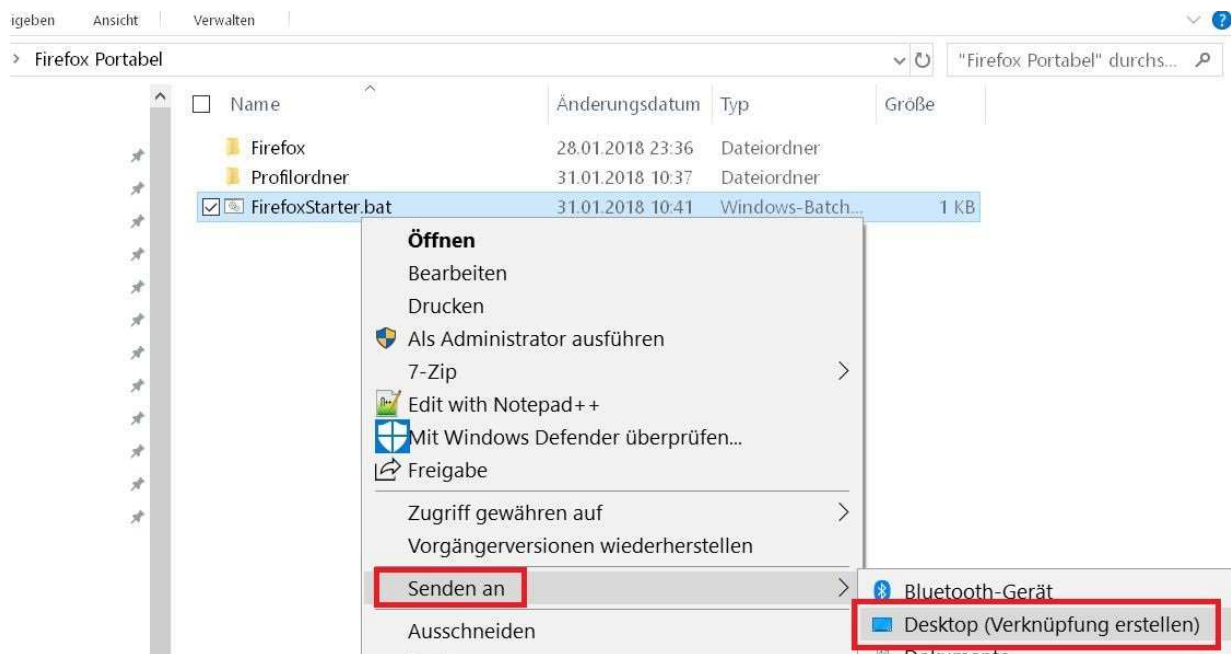 Ansicht
Verwalten
> Firefox Portabel
"Firefox Portabel" durchs...
Name Änderungsdatum Typ Größe
Firefox 28.01.2018 23:36 Dateiordner
Profilordner 31.01.2018 10:37 Dateiordner
FirefoxStarter.bat 31.01.2018 10:41 Windows-Batch... 1 KB
Öffnen
Bearbeiten
Drucken
Als Administrator ausführen
7-Zip
Edit with Notepad++
Mit Windows Defender überprüfen...
Freigabe
Zugriff gewähren auf
Vorgängerversionen wiederherstellen
Senden an
Ausschneiden
Bluetooth-Gerät
Desktop (Verknüpfung erstellen)